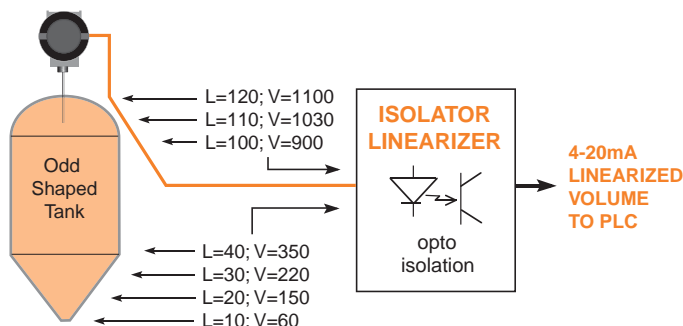 L=120; V=1100
L=110; V=1030
L=100; V=900
Odd
Shaped
Tank
L=40; V=350
L=30; V=220
L=20; V=150
L=10; V=60
ISOLATOR
LINEARIZER
opto
isolation
4-20mA
LINEARIZED
VOLUME
TO PLC